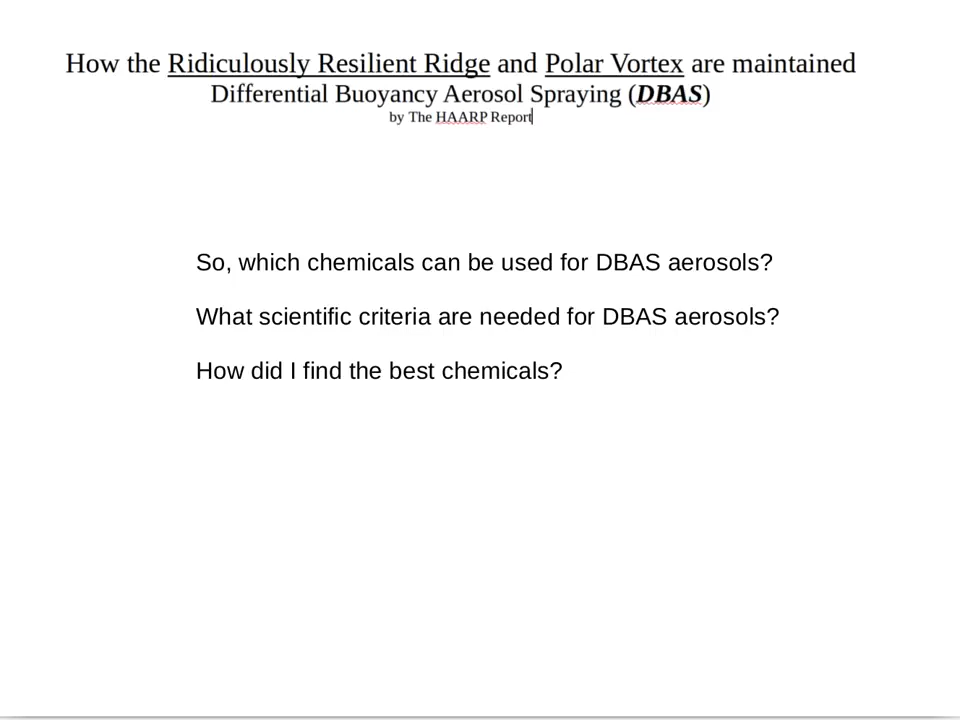 How the Ridiculously Resilient Ridge and Polar Vortex are maintained
Differential Buoyancy Aerosol Spraying (DBAS)
by The HAARP Report
So, which chemicals can be used for DBAS aerosols?
What scientific criteria are needed for DBAS aerosols?
How did I find the best chemicals?